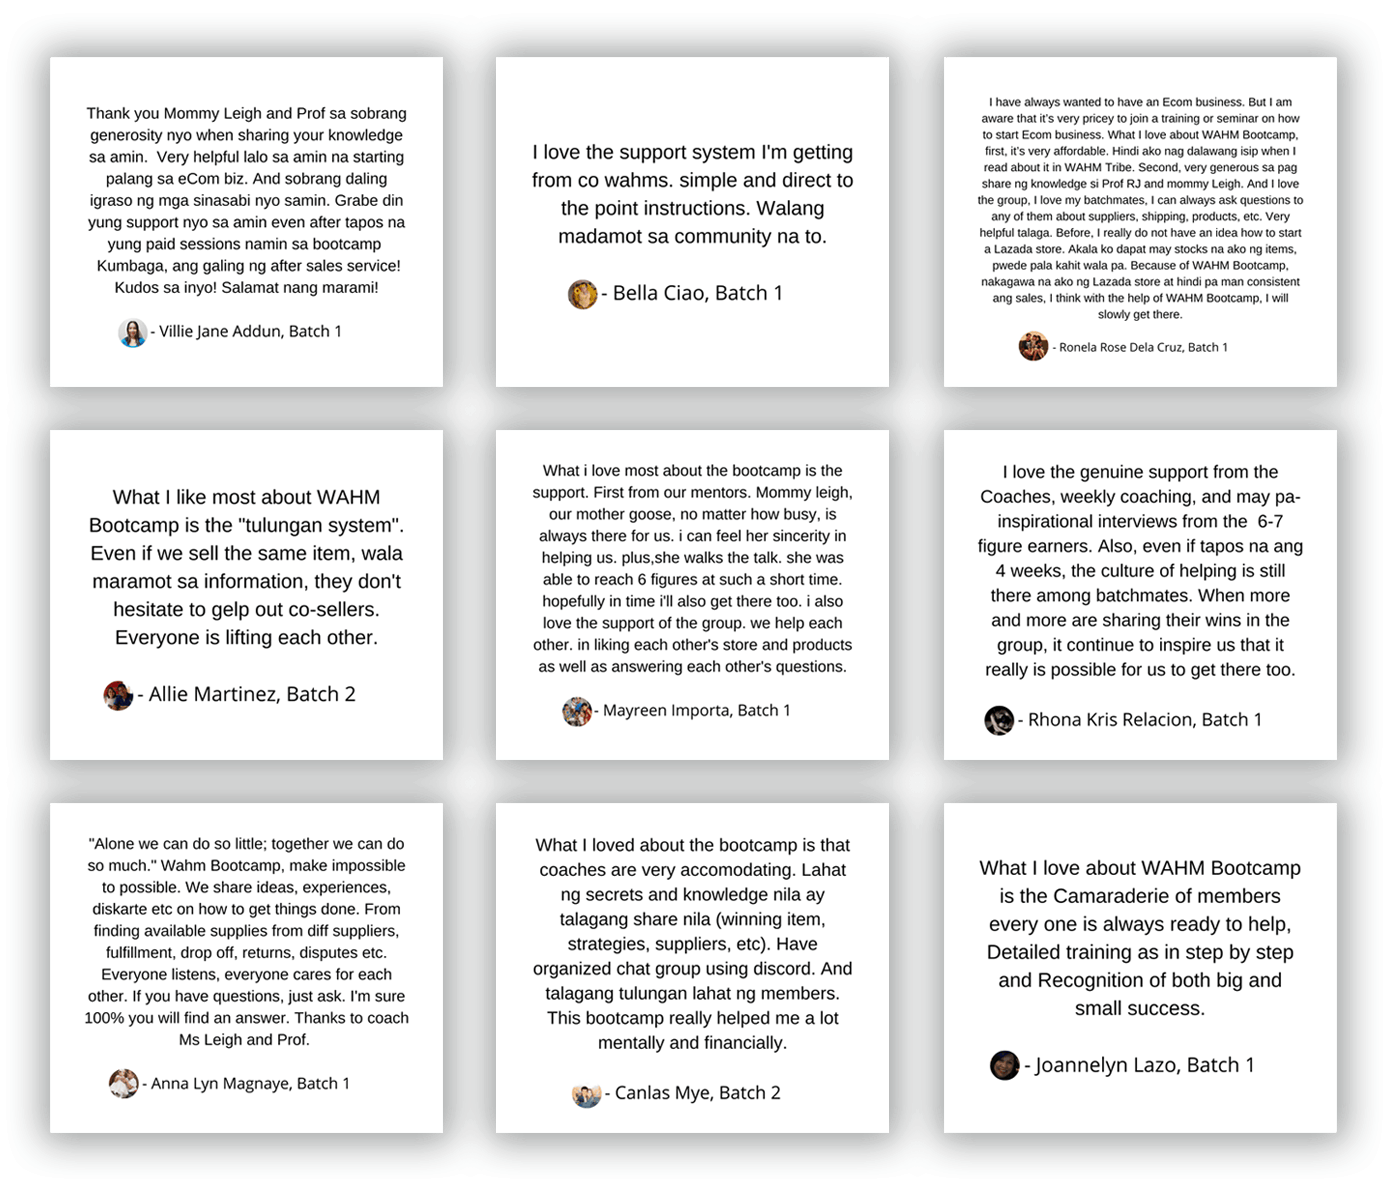 Thank you Mommy Leigh and Prof sa sobrang
generosity nyo when sharing your knowledge
sa amin.  Very helpful lalo sa amin na starting
palang sa eCom biz. And sobrang daling
igraso ng mga sinasabi nyo samin. Grabe din
yung support nyo sa amin even after tapos na
yung paid sessions namin sa bootcamp
Kumbaga, ang galing ng after sales service!
Kudos sa inyo! Salamat nang marami!
- Villie Jane Addun, Batch 1
I love the support system I'm getting
from co wahms. simple and direct to
the point instructions. Walang
madamot sa community na to.
- Bella Ciao, Batch 1
I have always wanted to have an Ecom business. But I am
aware that it's very pricey to join a training or seminar on how
to start Ecom business. What I love about WAHM Bootcamp,
first, it's very affordable. Hindi ako nag dalawang isip when I
read about it in WAHM Tribe. Second, very generous sa pag
share ng knowledge si Prof RJ and mommy Leigh. And I love
the group, I love my batchmates, I can always ask questions to
any of them about suppliers, shipping, products, etc. Very
helpful talaga. Before, I really do not have an idea how to start
a Lazada store. Akala ko dapat may stocks na ako ng items,
pwede pala kahit wala pa. Because of WAHM Bootcamp,
nakagawa na ako ng Lazada store at hindi pa man consistent
ang sales, I think with the help of WAHM Bootcamp, I will
slowly get there.
- Ronela Rose Dela Cruz, Batch 1
What I like most about WAHM
Bootcamp is the "tulungan system".
Even if we sell the same item, wala
maramot sa information, they don't
hesitate to gelp out co-sellers.
Everyone is lifting each other.
- Allie Martinez, Batch 2
What i love most about the bootcamp is the
support. First from our mentors. Mommy leigh,
our mother goose, no matter how busy, is
always there for us. i can feel her sincerity in
helping us. plus,she walks the talk. she was
able to reach 6 figures at such a short time.
hopefully in time i'll also get there too. i also
love the support of the group. we help each
other. in liking each other's store and products
as well as answering each other's questions.
- Mayreen Importa, Batch 1
I love the genuine support from the
Coaches, weekly coaching, and may pa-
inspirational interviews from the  6-7
figure earners. Also, even if tapos na ang
4 weeks, the culture of helping is still
there among batchmates. When more
and more are sharing their wins in the
group, it continue to inspire us that it
really is possible for us to get there too.
- Rhona Kris Relacion, Batch 1
"Alone we can do so little; together we can do
so much." Wahm Bootcamp, make impossible
to possible. We share ideas, experiences,
diskarte etc on how to get things done. From
finding available supplies from diff suppliers,
fulfillment, drop off, returns, disputes etc.
Everyone listens, everyone cares for each
other. If you have questions, just ask. I'm sure
100% you will find an answer. Thanks to coach
Ms Leigh and Prof.
- Anna Lyn Magnaye, Batch 1
What I loved about the bootcamp is that
coaches are very accomodating. Lahat
ng secrets and knowledge nila ay
talagang share nila (winning item,
strategies, suppliers, etc). Have
organized chat group using discord. And
talagang tulungan lahat ng members.
This bootcamp really helped me a lot
mentally and financially.
- Canlas Mye, Batch 2
What I love about WAHM Bootcamp
is the Camaraderie of members
every one is always ready to help,
Detailed training as in step by step
and Recognition of both big and
small success.
- Joannelyn Lazo, Batch 1